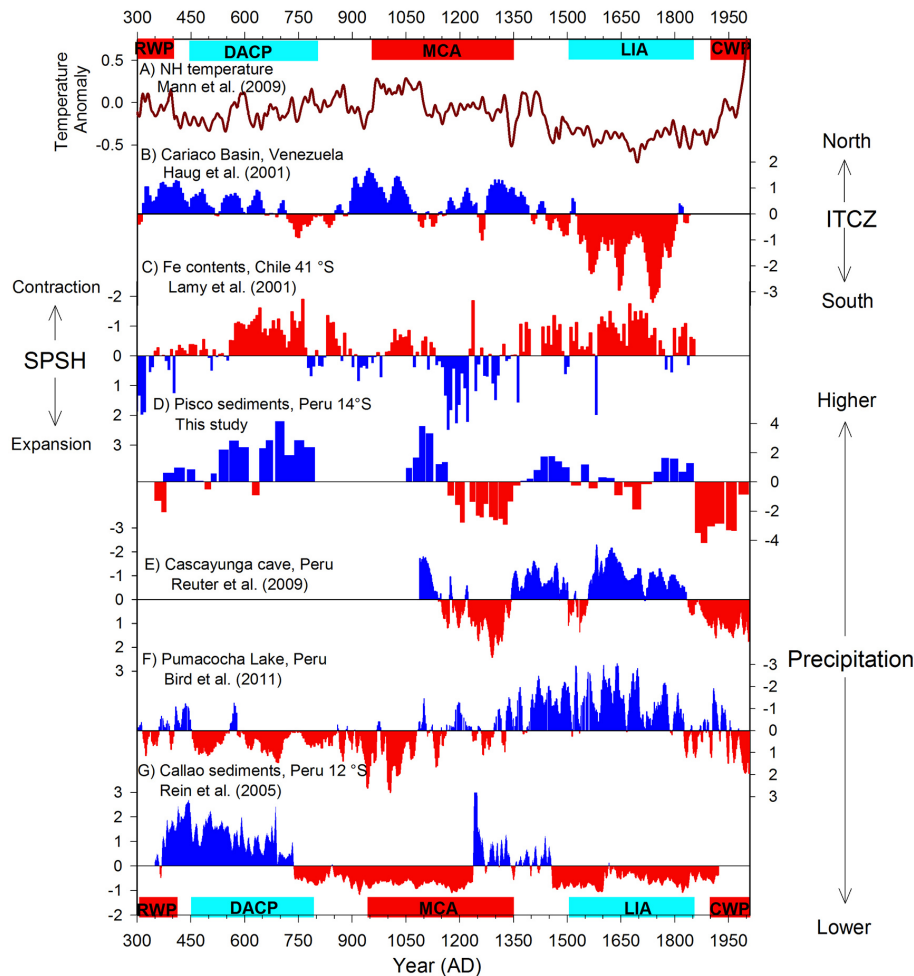 300 450 600 750 900 1050 1200 1350 1500 1650 1800 1950
RWP DACP MCA LIA CWP
A) NH temperature
Mann et al. (2009)
Temperature
Anomaly
0.5
0.0
-0.5
B) Cariaco Basin, Venezuela
Haug et al. (2001)
2
1
0
-1
-2
-3
North
ITCZ
South
C) Fe contents, Chile 41 °S
Lamy et al. (2001)
-2
-1
0
1
2
3
Contraction
SPSH
Expansion
D) Pisco sediments, Peru 14°S
This study
4
2
0
-2
-4
Higher
Precipitation
Lower
E) Cascayunga cave, Peru
Reuter et al. (2009)
-3
-2
-1
0
1
2
3
F) Pumacocha Lake, Peru
Bird et al. (2011)
-3
-2
-1
0
1
2
3
G) Callao sediments, Peru 12 °S
Rein et al. (2005)
3
2
1
0
-1
-2
RWP DACP MCA LIA CWP
300 450 600 750 900 1050 1200 1350 1500 1650 1800 1950
Year (AD)